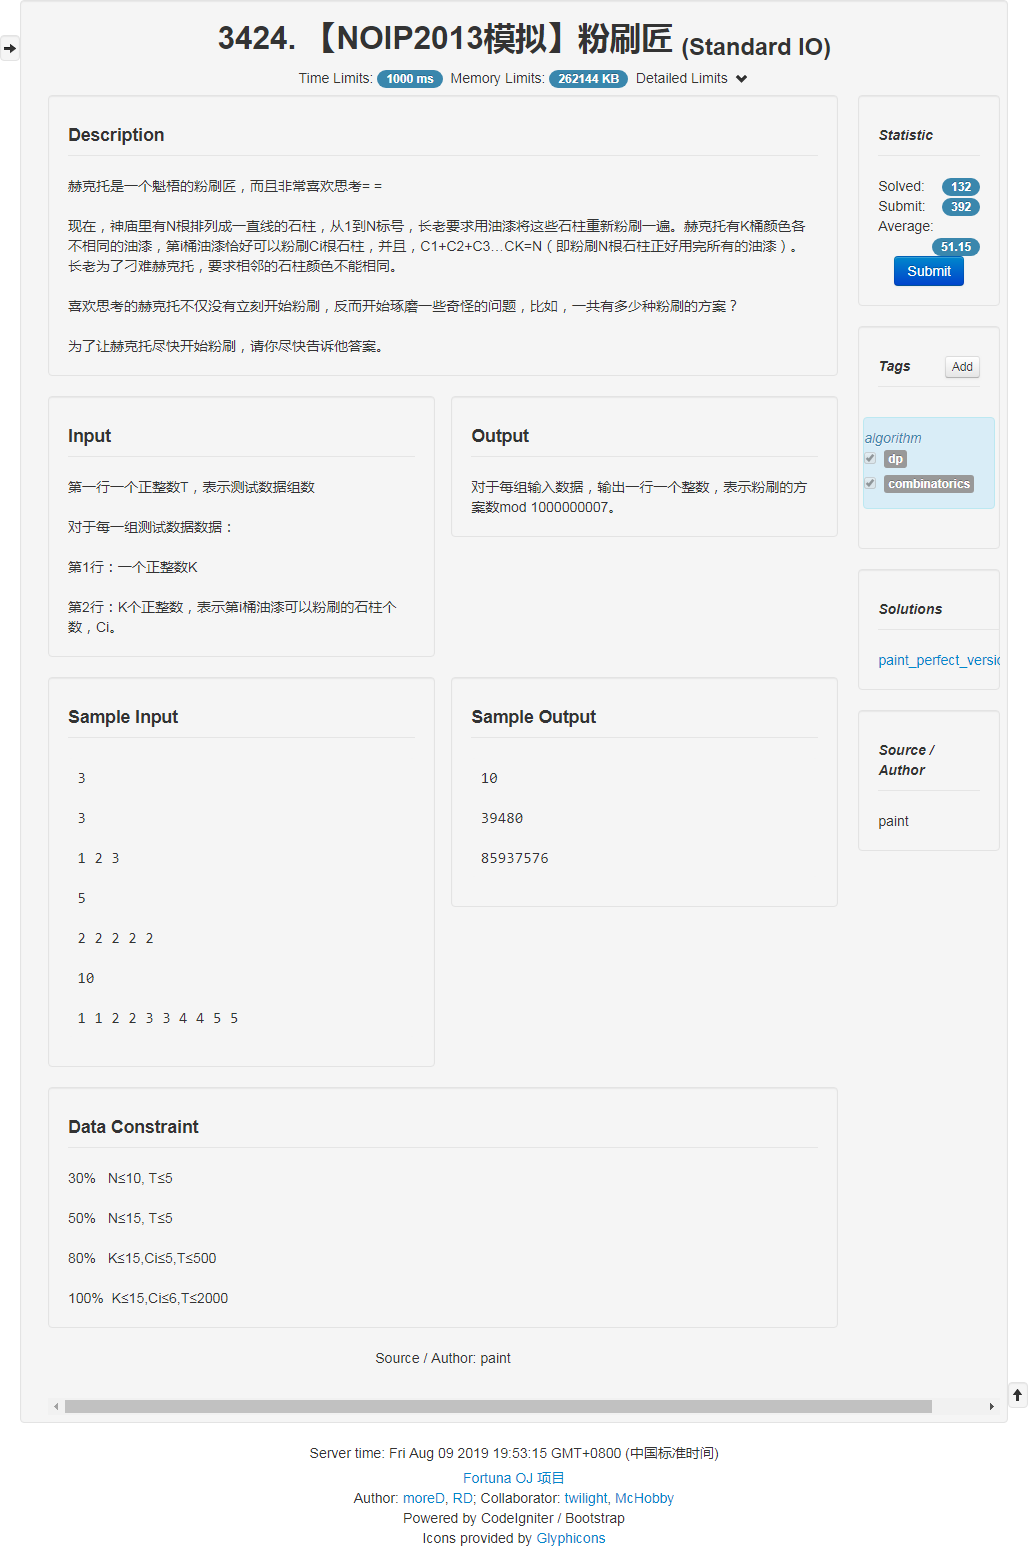 3424. 【NOIP2013模拟】粉刷匠 (Standard IO)
Time Limits: 1000 ms Memory Limits: 262144 KB Detailed Limits
Description
赫克托是一个魁梧的粉刷匠，而且非常喜欢思考= =
现在，神庙里有N根排列成一直线的石柱，从1到N标号，长老要求用油漆将这些石柱重新粉刷一遍。赫克托有K桶颜色各
不相同的油漆，第i桶油漆恰好可以粉刷Ci根石柱，并且，C1+C2+C3…CK=N（即粉刷N根石柱正好用完所有的油漆）。
长老为了刁难赫克托，要求相邻的石柱颜色不能相同。
喜欢思考的赫克托不仅没有立刻开始粉刷，反而开始琢磨一些奇怪的问题，比如，一共有多少种粉刷的方案？
为了让赫克托尽快开始粉刷，请你尽快告诉他答案。
Input
第一行一个正整数T，表示测试数据组数
对于每一组测试数据数据：
第1行：一个正整数K
第2行：K个正整数，表示第i桶油漆可以粉刷的石柱个
数，Ci。
Output
对于每组输入数据，输出一行一个整数，表示粉刷的方
案数mod 1000000007。
Sample Input
3
3
1 2 3
5
2 2 2 2 2
10
1 1 2 2 3 3 4 4 5 5
Sample Output
10
39480
85937576
Data Constraint
30% N≤10, T≤5
50% N≤15, T≤5
80% K≤15,Ci≤5,T≤500
100% K≤15,Ci≤6,T≤2000
Source / Author: paint
Statistic
Solved: 132
Submit: 392
Average:
51.15
Submit
Tags Add
algorithm
dp
combinatorics
Solutions
paint_perfect_versio
Source /
Author
paint
Server time: Fri Aug 09 2019 19:53:15 GMT+0800 (中国标准时间)
Fortuna OJ 项目
Author: moreD, RD; Collaborator: twilight, McHobby
Powered by CodeIgniter / Bootstrap
Icons provided by Glyphicons